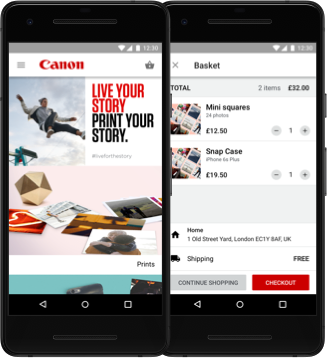 12:30
Canon
LIVE YOUR
STORY
PRINT YOUR
STORY.
#liveforthestory
Prints
12:30
Basket
TOTAL 2 items £32.00
Mini squares
24 photos
£12.50 1
Snap Case
iPhone 6s Plus
£19.50 1
Home
1 Old Street Yard, London EC1Y 8AF, UK
Shipping FREE
CONTINUE SHOPPING CHECKOUT